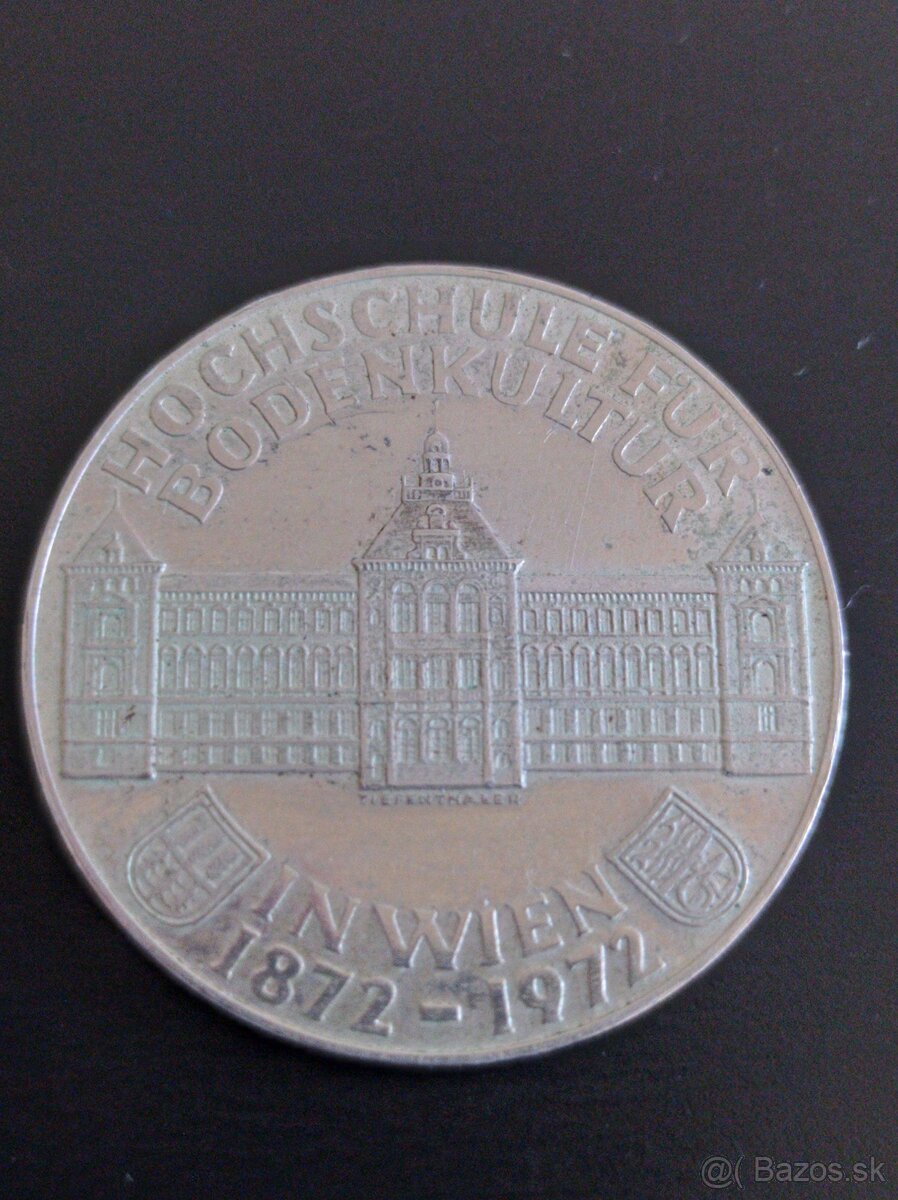 HOCHSCHULE FÜR
BODENKULTUR
TIEFENTHALER
IN WIEN
1872-1972
@( Bazos.sk